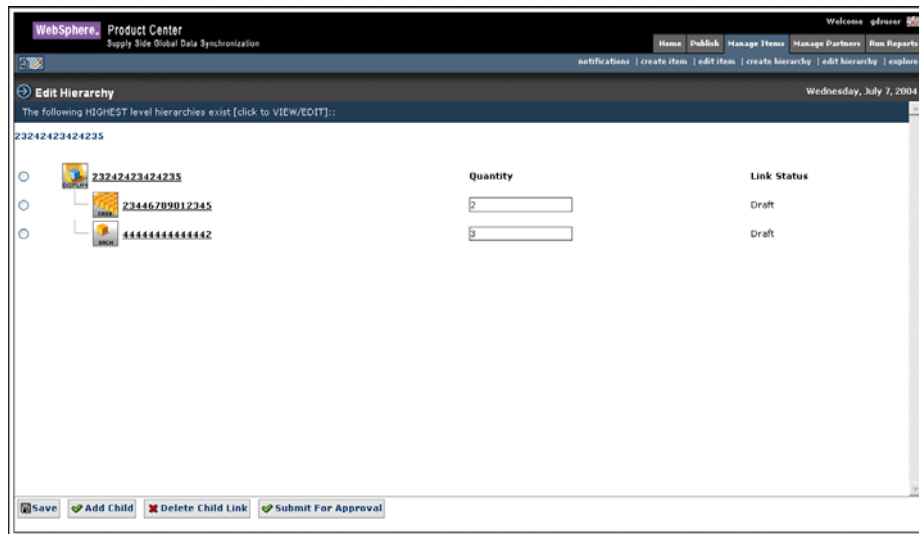 Welcome gdsuser
WebSphere. Product Center
Supply Side Global Data Synchronization
Home Publish Manage Items Manage Partners Run Reports
notifications | create item | edit item | create hierarchy | edit hierarchy | explore
Edit Hierarchy Wednesday, July 7, 2004
The following HIGHEST level hierarchies exist [click to VIEW/EDIT]::
23242423424235
DISPLAY 23242423424235 Quantity Link Status
CASE 23446789012345 2 Draft
EACH 44444444444442 3 Draft
Save Add Child Delete Child Link Submit For Approval